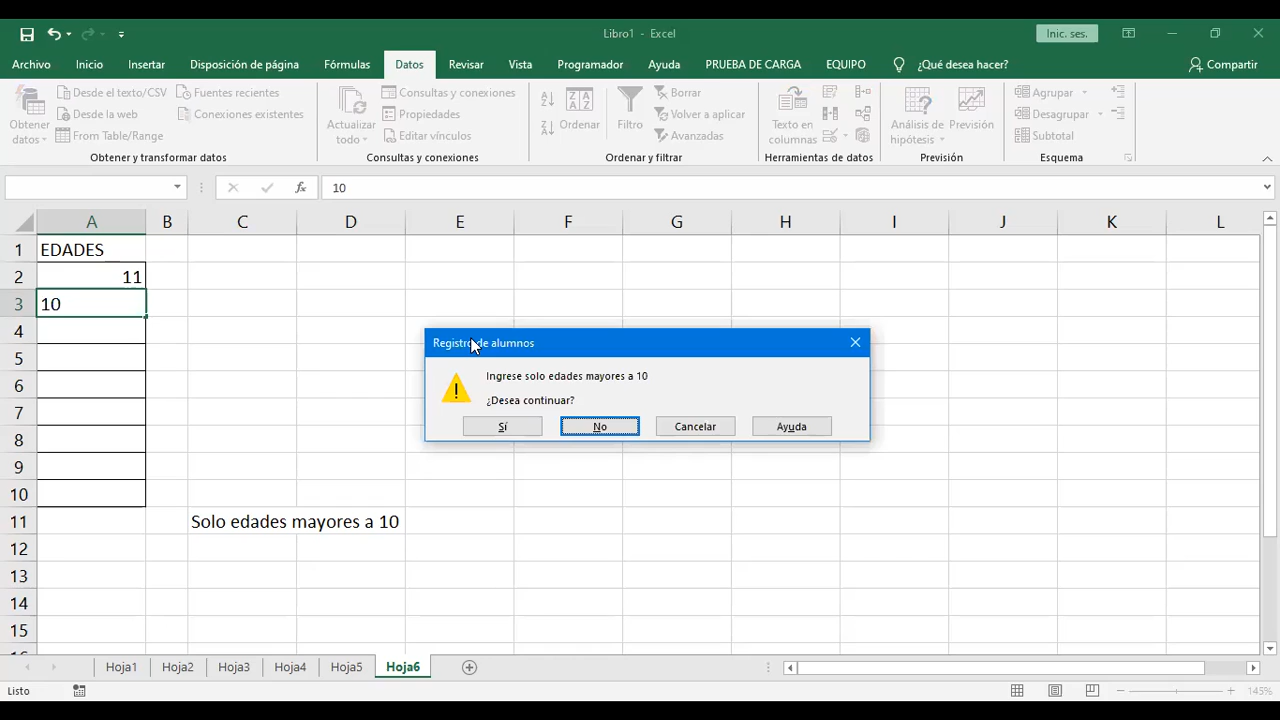 Libro1 - Excel
Inic. ses.
Archivo Inicio Insertar Disposición de página Fórmulas Datos Revisar Vista Programador Ayuda PRUEBA DE CARGA EQUIPO ¿Qué desea hacer? Compartir
Obtener datos
Desde el texto/CSV
Desde la web
From Table/Range
Fuentes recientes
Conexiones existentes
Obtener y transformar datos
Actualizar todo
Consultas y conexiones
Propiedades
Editar vínculos
Consultas y conexiones
Ordenar
Filtro
Borrar
Volver a aplicar
Avanzadas
Ordenar y filtrar
Texto en columnas
Herramientas de datos
Análisis de hipótesis
Previsión
Previsión
Agrupar
Desagrupar
Subtotal
Esquema
fx 10
A B C D E F G H I J K L
1 EDADES
2 11
3 10
4
5
6
7
8
9
10
11 Solo edades mayores a 10
12
13
14
15
16
Registro de alumnos
Ingrese solo edades mayores a 10
¿Desea continuar?
Sí No Cancelar Ayuda
Hoja1 Hoja2 Hoja3 Hoja4 Hoja5 Hoja6
Listo
145%